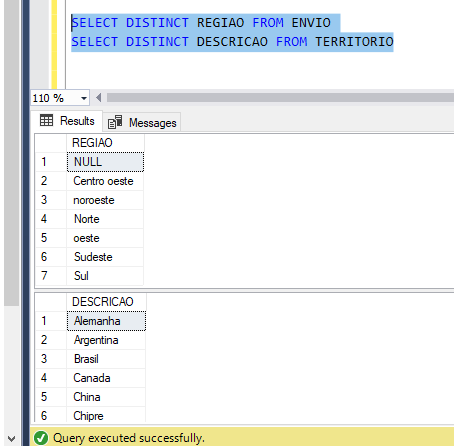 SELECT DISTINCT REGIAO FROM ENVIO
SELECT DISTINCT DESCRICAO FROM TERRITORIO
110 %
Results Messages
REGIAO
1 NULL
2 Centro oeste
3 noroeste
4 Norte
5 oeste
6 Sudeste
7 Sul
DESCRICAO
1 Alemanha
2 Argentina
3 Brasil
4 Canada
5 China
6 Chipre
Query executed successfully.